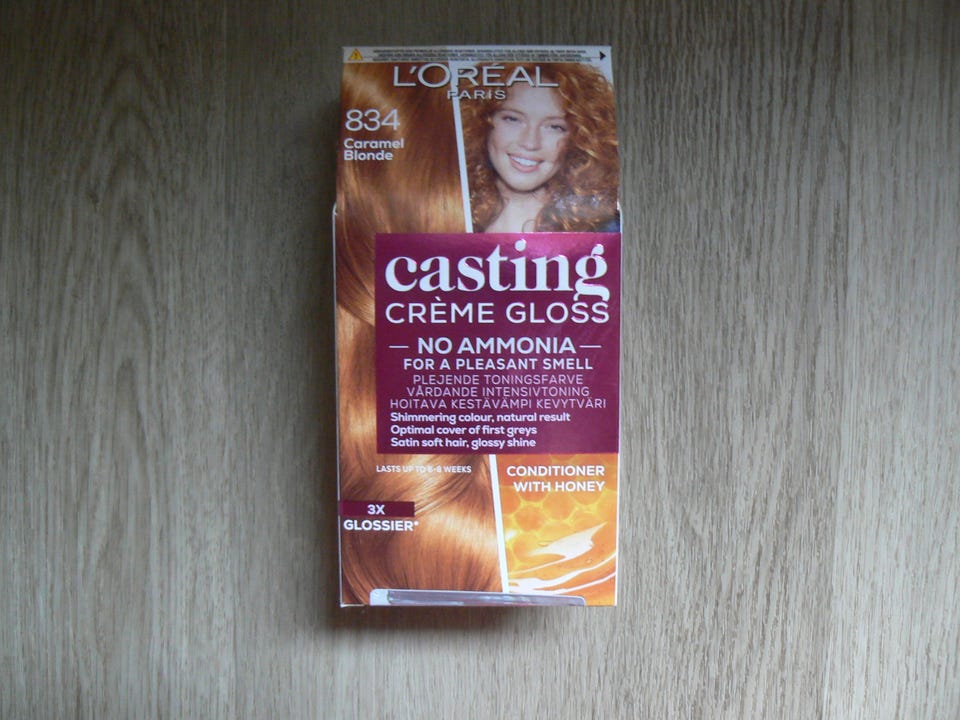 L'ORÉAL
PARIS
834
Caramel
Blonde
casting
CRÈME GLOSS
— NO AMMONIA —
FOR A PLEASANT SMELL
PLEJENDE TONINGSFARVE
VÅRDANDE INTENSIVTONING
HOITAVA KESTÄVÄMPI KEVYTVÄRI
Shimmering colour, natural result
Optimal cover of first greys
Satin soft hair, glossy shine
LASTS UP TO 6-8 WEEKS
CONDITIONER
WITH HONEY
3X
GLOSSIER*